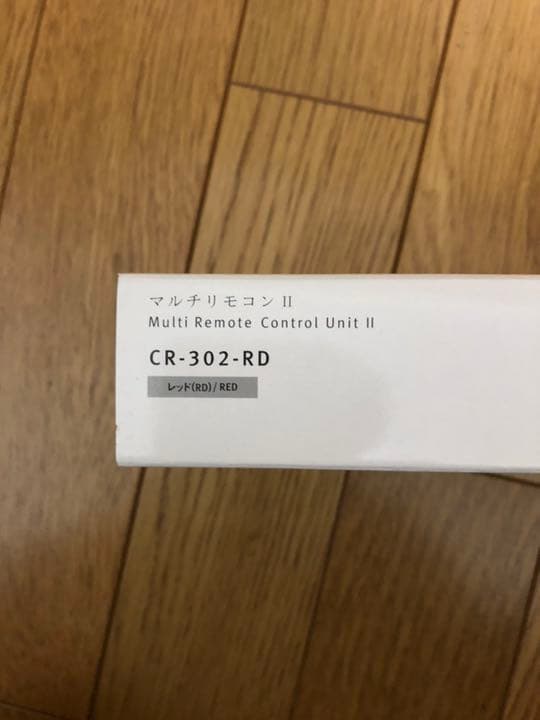 マルチリモコン II
Multi Remote Control Unit II
CR-302-RD
レッド(RD)/RED